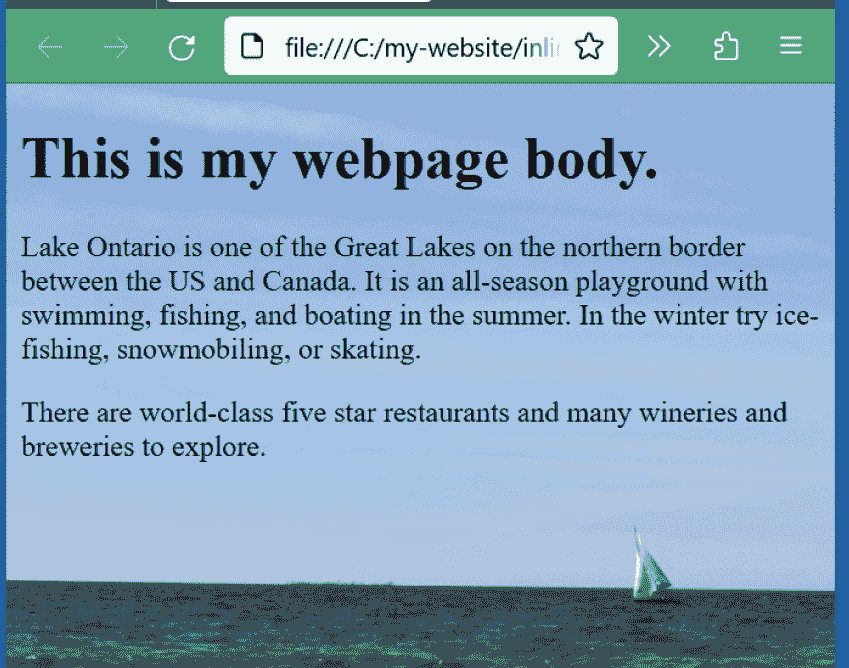 file:///C:/my-website/inli
This is my webpage body.
Lake Ontario is one of the Great Lakes on the northern border
between the US and Canada. It is an all-season playground with
swimming, fishing, and boating in the summer. In the winter try ice-
fishing, snowmobiling, or skating.
There are world-class five star restaurants and many wineries and
breweries to explore.